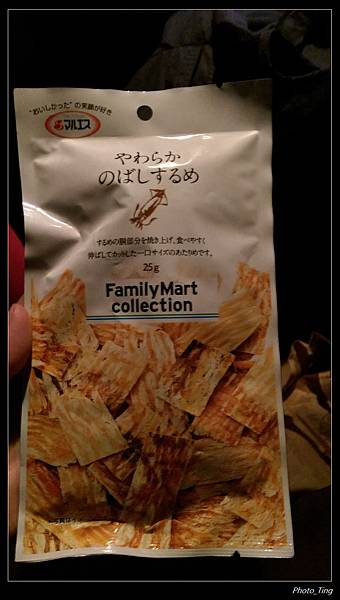 "おいしかった"の笑顔が好き
マルエス
やわらか
のばしするめ
するめの胴部分を焼き上げ、食べやすく
伸ばしてカットした一口サイズのあたりめです。
25g
FamilyMart
collection
Photo_Ting